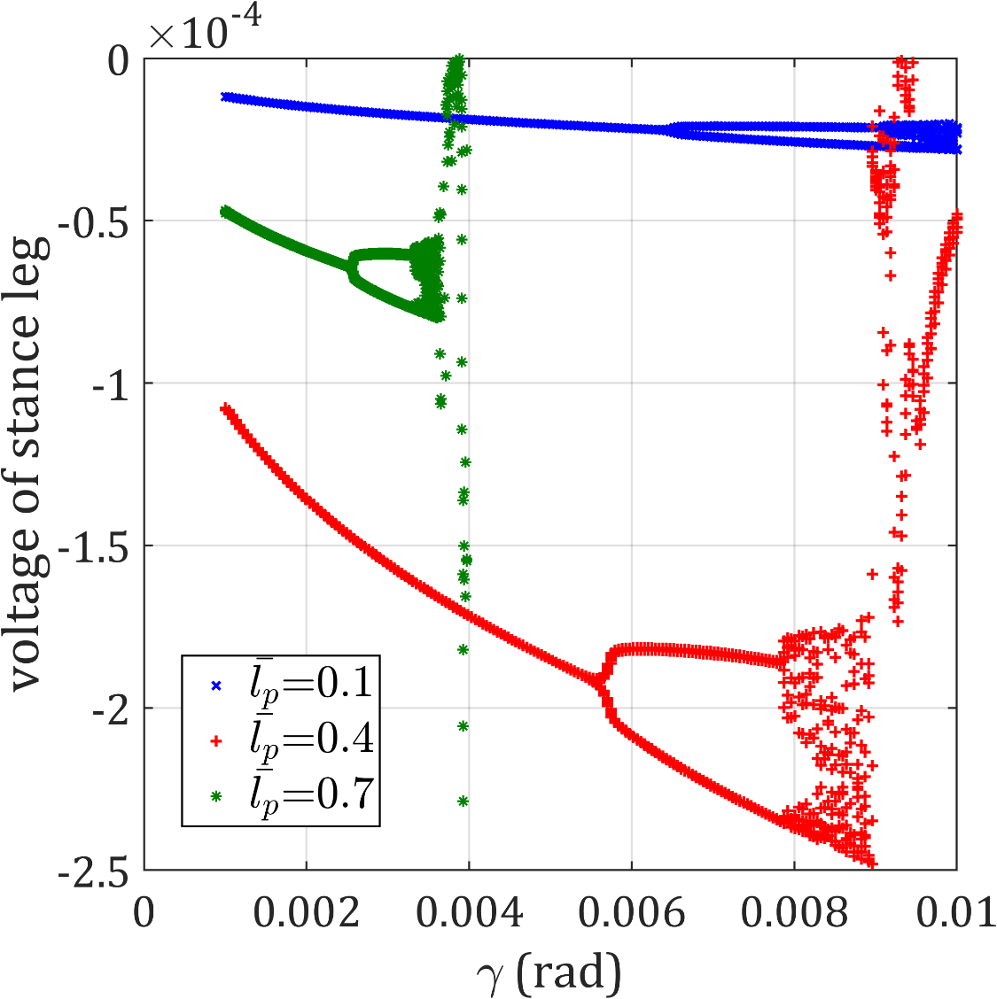 ×10⁻⁴
0
-0.5
-1
-1.5
-2
-2.5
voltage of stance leg
l̄ₚ=0.1
l̄ₚ=0.4
l̄ₚ=0.7
0 0.002 0.004 0.006 0.008 0.01
γ (rad)